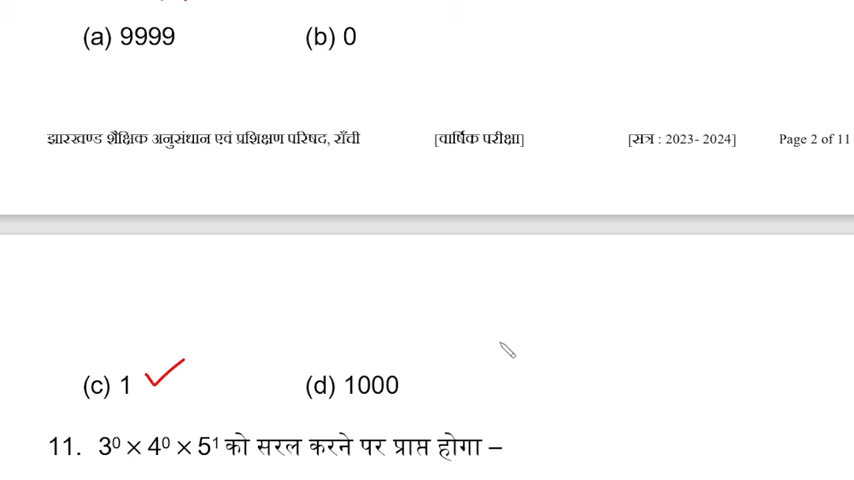 (a) 9999 (b) 0
झारखण्ड शैक्षिक अनुसंधान एवं प्रशिक्षण परिषद, राँची [वार्षिक परीक्षा] [सत्र : 2023- 2024] Page 2 of 11
(c) 1 (d) 1000
11. 3⁰ × 4⁰ × 5¹ को सरल करने पर प्राप्त होगा –